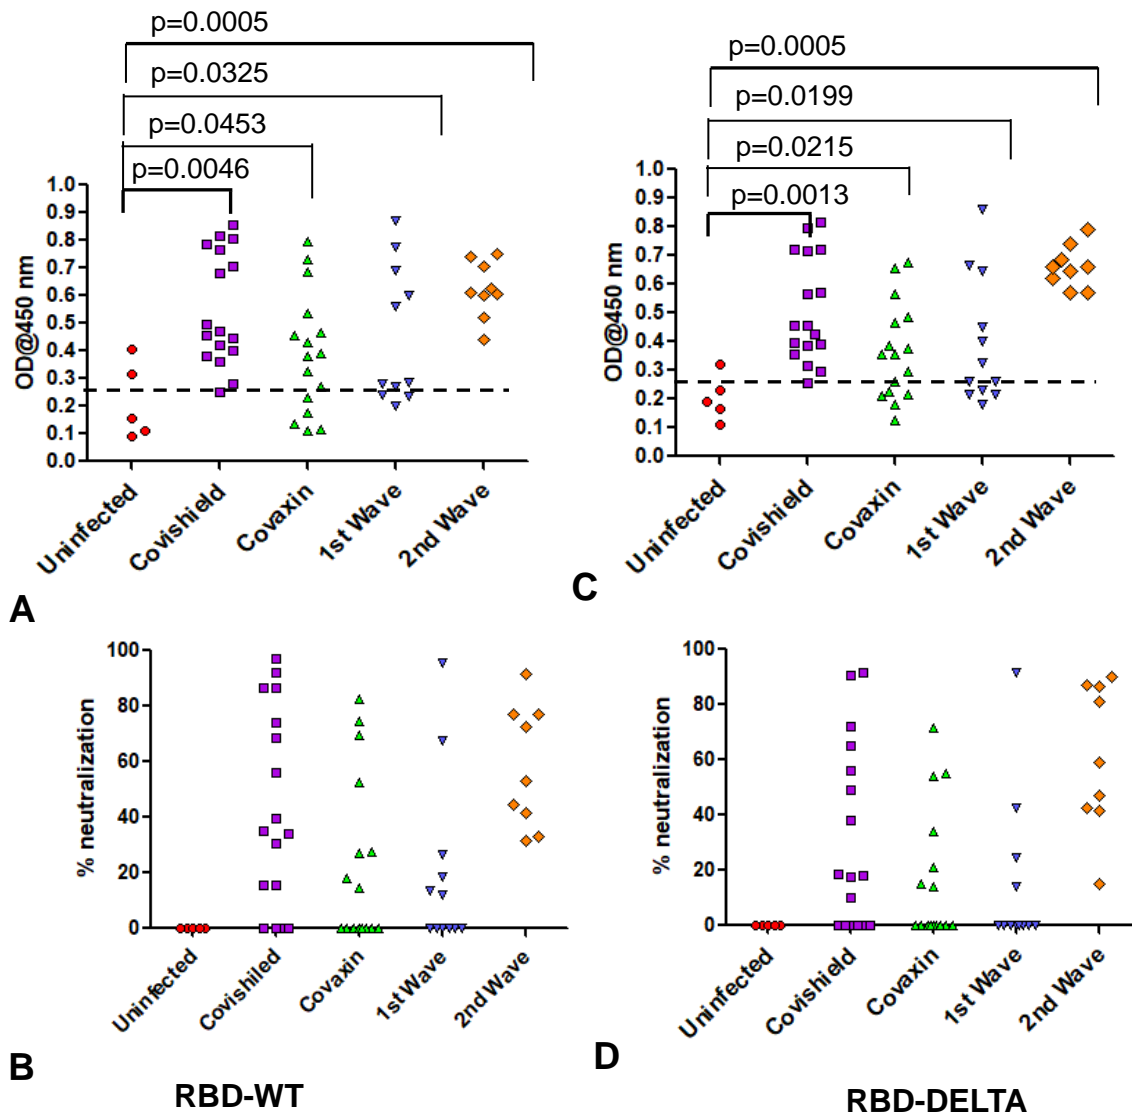 p=0.0005
p=0.0325
p=0.0453
p=0.0046
1.0
0.9
0.8
0.7
0.6
0.5
0.4
0.3
0.2
0.1
0.0
OD@450 nm
Uninfected
Covishield
Covaxin
1st Wave
2nd Wave
A
p=0.0005
p=0.0199
p=0.0215
p=0.0013
1.0
0.9
0.8
0.7
0.6
0.5
0.4
0.3
0.2
0.1
0.0
OD@450 nm
Uninfected
Covishield
Covaxin
1st Wave
2nd Wave
C
100
80
60
40
20
0
% neutralization
Uninfected
Covishiled
Covaxin
1st Wave
2nd Wave
B
RBD-WT
100
80
60
40
20
0
% neutralization
Uninfected
Covishield
Covaxin
1st Wave
2nd Wave
D
RBD-DELTA